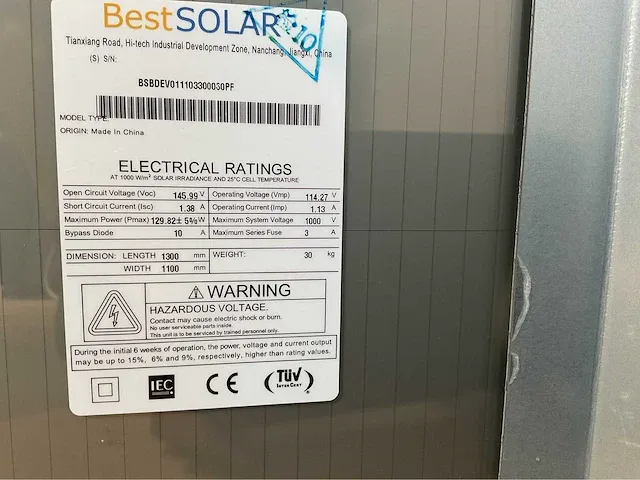 BestSOLAR
Tianxiang Road, Hi-tech Industrial Development Zone, Nanchang, Jiangxi, China
(S) S/N:
BSBDEV011103300030PF
MODEL TYPE:
ORIGIN: Made In China
ELECTRICAL RATINGS
AT 1000 W/m² SOLAR IRRADIANCE AND 25°C CELL TEMPERATURE
Open Circuit Voltage (Voc) 145.99 V Operating Voltage (Vmp) 114.27 V
Short Circuit Current (Isc) 1.38 A Operating Current (Imp) 1.13 A
Maximum Power (Pmax) 129.82± 5% W Maximum System Voltage 1000 V
Bypass Diode 10 A Maximum Series Fuse 3 A
DIMENSION: LENGTH 1300 mm WEIGHT: 30 kg
WIDTH 1100 mm
WARNING
HAZARDOUS VOLTAGE.
Contact may cause electric shock or burn.
No user serviceable parts inside.
This unit is to be serviced by trained personnel only.
During the initial 6 weeks of operation, the power, voltage and current output
may be up to 15%, 6% and 9%, respectively, higher than rating values.
IEC CE TÜV
INTERCERT